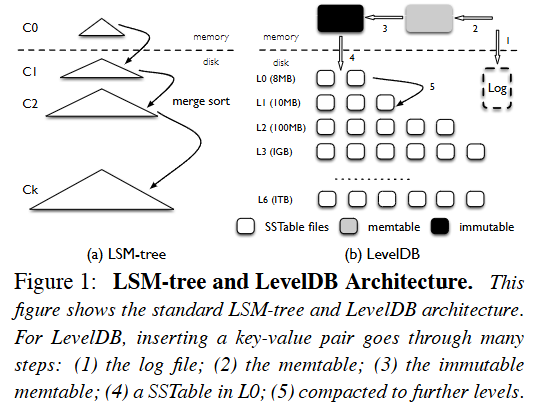 C0
memory
disk
C1
C2
merge sort
Ck
(a) LSM-tree
3
2
memory
disk
4
1
L0 (8MB)
5
Log
L1 (10MB)
L2 (100MB)
L3 (1GB)
............
L6 (1TB)
SSTable files
memtable
immutable
(b) LevelDB
Figure 1: LSM-tree and LevelDB Architecture. This
figure shows the standard LSM-tree and LevelDB architecture.
For LevelDB, inserting a key-value pair goes through many
steps: (1) the log file; (2) the memtable; (3) the immutable
memtable; (4) a SSTable in L0; (5) compacted to further levels.